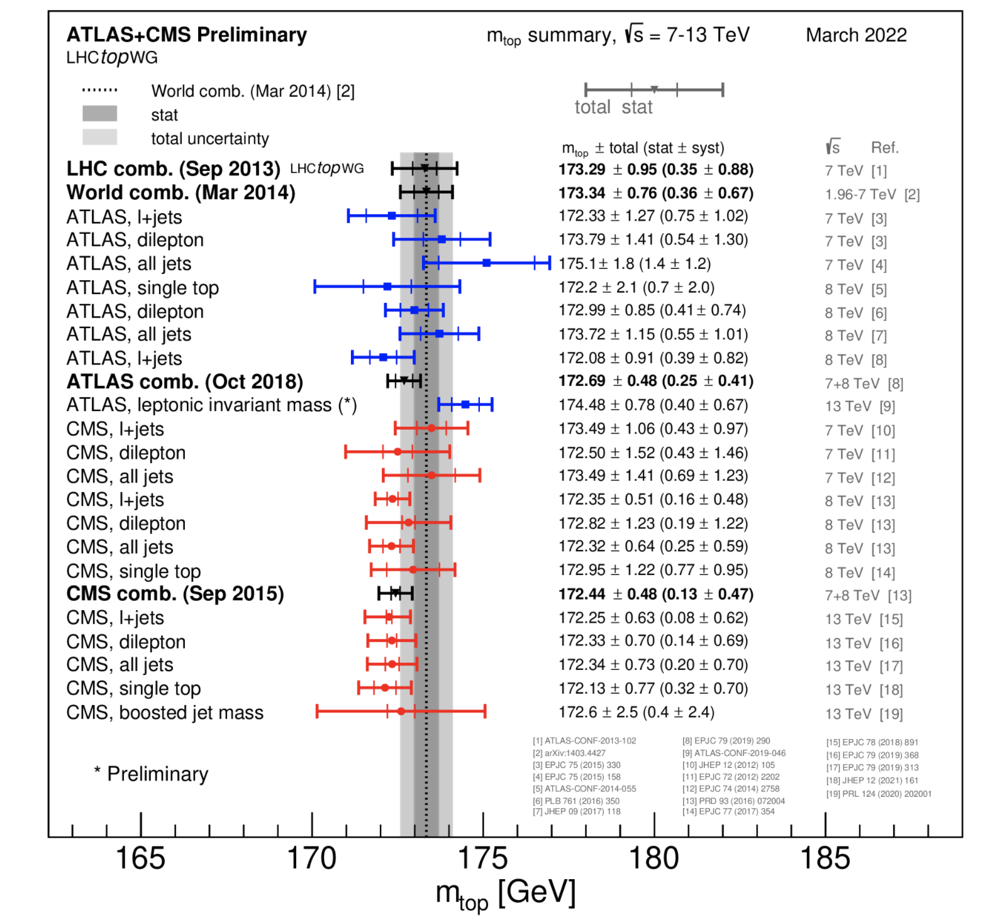 ATLAS+CMS Preliminary
LHCtopWG
m_top summary, √s = 7-13 TeV
March 2022
World comb. (Mar 2014) [2]
stat
total uncertainty
total stat
m_top ± total (stat ± syst) √s Ref.
LHC comb. (Sep 2013) LHCtopWG 173.29 ± 0.95 (0.35 ± 0.88) 7 TeV [1]
World comb. (Mar 2014) 173.34 ± 0.76 (0.36 ± 0.67) 1.96-7 TeV [2]
ATLAS, l+jets 172.33 ± 1.27 (0.75 ± 1.02) 7 TeV [3]
ATLAS, dilepton 173.79 ± 1.41 (0.54 ± 1.30) 7 TeV [3]
ATLAS, all jets 175.1± 1.8 (1.4 ± 1.2) 7 TeV [4]
ATLAS, single top 172.2 ± 2.1 (0.7 ± 2.0) 8 TeV [5]
ATLAS, dilepton 172.99 ± 0.85 (0.41± 0.74) 8 TeV [6]
ATLAS, all jets 173.72 ± 1.15 (0.55 ± 1.01) 8 TeV [7]
ATLAS, l+jets 172.08 ± 0.91 (0.39 ± 0.82) 8 TeV [8]
ATLAS comb. (Oct 2018) 172.69 ± 0.48 (0.25 ± 0.41) 7+8 TeV [8]
ATLAS, leptonic invariant mass (*) 174.48 ± 0.78 (0.40 ± 0.67) 13 TeV [9]
CMS, l+jets 173.49 ± 1.06 (0.43 ± 0.97) 7 TeV [10]
CMS, dilepton 172.50 ± 1.52 (0.43 ± 1.46) 7 TeV [11]
CMS, all jets 173.49 ± 1.41 (0.69 ± 1.23) 7 TeV [12]
CMS, l+jets 172.35 ± 0.51 (0.16 ± 0.48) 8 TeV [13]
CMS, dilepton 172.82 ± 1.23 (0.19 ± 1.22) 8 TeV [13]
CMS, all jets 172.32 ± 0.64 (0.25 ± 0.59) 8 TeV [13]
CMS, single top 172.95 ± 1.22 (0.77 ± 0.95) 8 TeV [14]
CMS comb. (Sep 2015) 172.44 ± 0.48 (0.13 ± 0.47) 7+8 TeV [13]
CMS, l+jets 172.25 ± 0.63 (0.08 ± 0.62) 13 TeV [15]
CMS, dilepton 172.33 ± 0.70 (0.14 ± 0.69) 13 TeV [16]
CMS, all jets 172.34 ± 0.73 (0.20 ± 0.70) 13 TeV [17]
CMS, single top 172.13 ± 0.77 (0.32 ± 0.70) 13 TeV [18]
CMS, boosted jet mass 172.6 ± 2.5 (0.4 ± 2.4) 13 TeV [19]
* Preliminary
[1] ATLAS-CONF-2013-102
[2] arXiv:1403.4427
[3] EPJC 75 (2015) 330
[4] EPJC 75 (2015) 158
[5] ATLAS-CONF-2014-055
[6] PLB 761 (2016) 350
[7] JHEP 09 (2017) 118
[8] EPJC 79 (2019) 290
[9] ATLAS-CONF-2019-046
[10] JHEP 12 (2012) 105
[11] EPJC 72 (2012) 2202
[12] EPJC 74 (2014) 2758
[13] PRD 93 (2016) 072004
[14] EPJC 77 (2017) 354
[15] EPJC 78 (2018) 891
[16] EPJC 79 (2019) 368
[17] EPJC 79 (2019) 313
[18] JHEP 12 (2021) 161
[19] PRL 124 (2020) 202001
165 170 175 180 185
m_top [GeV]